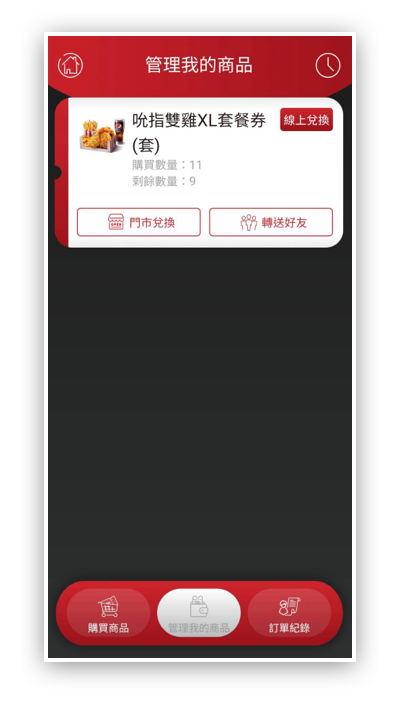 管理我的商品
吮指雙雞XL套餐券
(套)
線上兌換
購買數量：11
剩餘數量：9
門市兌換
轉送好友
購買商品
管理我的商品
訂單紀錄